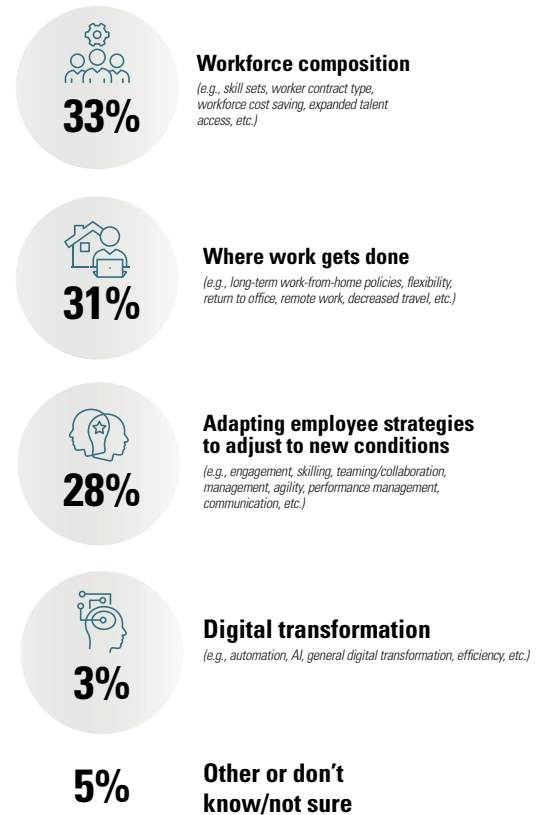 33%
Workforce composition
(e.g., skill sets, worker contract type,
workforce cost saving, expanded talent
access, etc.)
31%
Where work gets done
(e.g., long-term work-from-home policies, flexibility,
return to office, remote work, decreased travel, etc.)
28%
Adapting employee strategies
to adjust to new conditions
(e.g., engagement, skilling, teaming/collaboration,
management, agility, performance management,
communication, etc.)
3%
Digital transformation
(e.g., automation, AI, general digital transformation, efficiency, etc.)
5%
Other or don’t
know/not sure